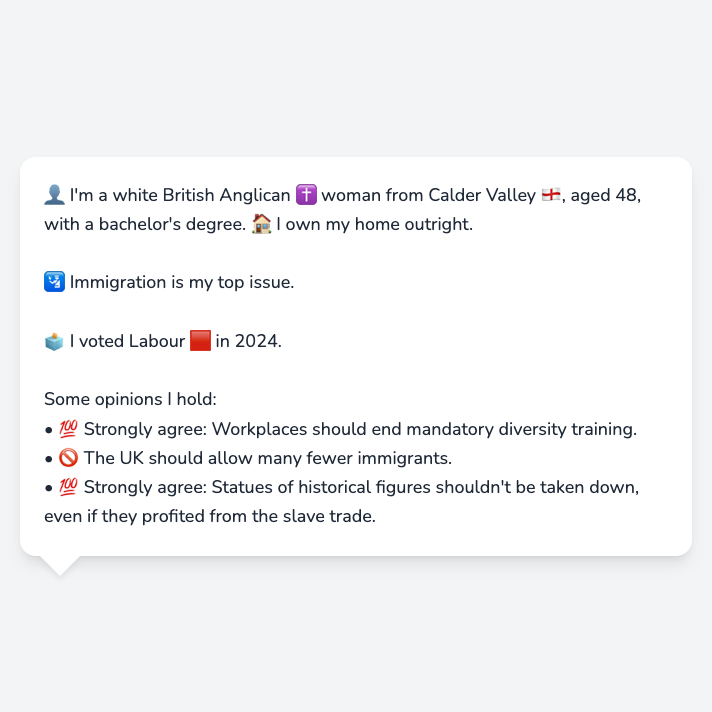 👤 I'm a white British Anglican ✝️ woman from Calder Valley 🏴󠁧󠁢󠁥󠁮󠁧󠁿, aged 48,
with a bachelor's degree. 🏠 I own my home outright.
🛂 Immigration is my top issue.
🗳️ I voted Labour 🟥 in 2024.
Some opinions I hold:
• 💯 Strongly agree: Workplaces should end mandatory diversity training.
• 🚫 The UK should allow many fewer immigrants.
• 💯 Strongly agree: Statues of historical figures shouldn't be taken down,
even if they profited from the slave trade.